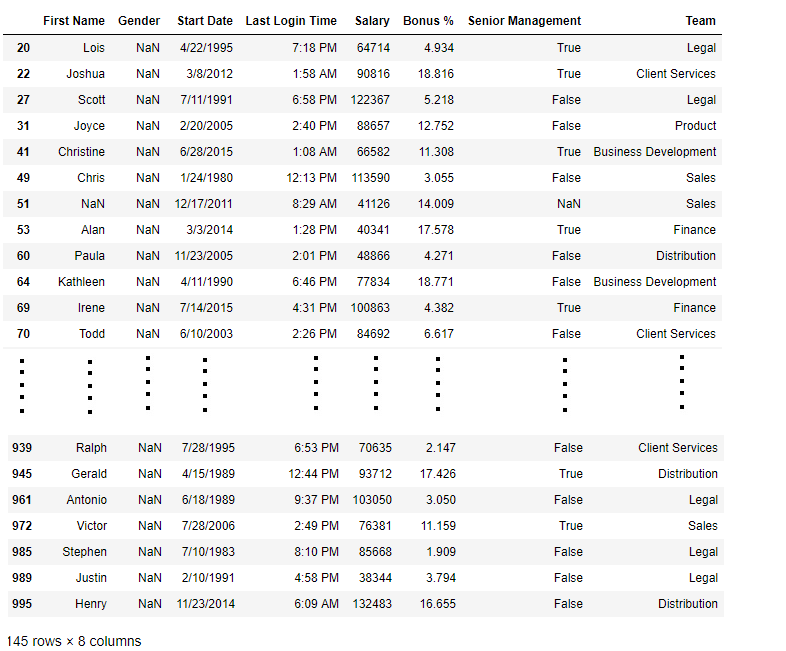 First Name Gender Start Date Last Login Time Salary Bonus % Senior Management Team
20 Lois NaN 4/22/1995 7:18 PM 64714 4.934 True Legal
22 Joshua NaN 3/8/2012 1:58 AM 90816 18.816 True Client Services
27 Scott NaN 7/11/1991 6:58 PM 122367 5.218 False Legal
31 Joyce NaN 2/20/2005 2:40 PM 88657 12.752 False Product
41 Christine NaN 6/28/2015 1:08 AM 66582 11.308 True Business Development
49 Chris NaN 1/24/1980 12:13 PM 113590 3.055 False Sales
51 NaN NaN 12/17/2011 8:29 AM 41126 14.009 NaN Sales
53 Alan NaN 3/3/2014 1:28 PM 40341 17.578 True Finance
60 Paula NaN 11/23/2005 2:01 PM 48866 4.271 False Distribution
64 Kathleen NaN 4/11/1990 6:46 PM 77834 18.771 False Business Development
69 Irene NaN 7/14/2015 4:31 PM 100863 4.382 True Finance
70 Todd NaN 6/10/2003 2:26 PM 84692 6.617 False Client Services
939 Ralph NaN 7/28/1995 6:53 PM 70635 2.147 False Client Services
945 Gerald NaN 4/15/1989 12:44 PM 93712 17.426 True Distribution
961 Antonio NaN 6/18/1989 9:37 PM 103050 3.050 False Legal
972 Victor NaN 7/28/2006 2:49 PM 76381 11.159 True Sales
985 Stephen NaN 7/10/1983 8:10 PM 85668 1.909 False Legal
989 Justin NaN 2/10/1991 4:58 PM 38344 3.794 False Legal
995 Henry NaN 11/23/2014 6:09 AM 132483 16.655 False Distribution
145 rows × 8 columns